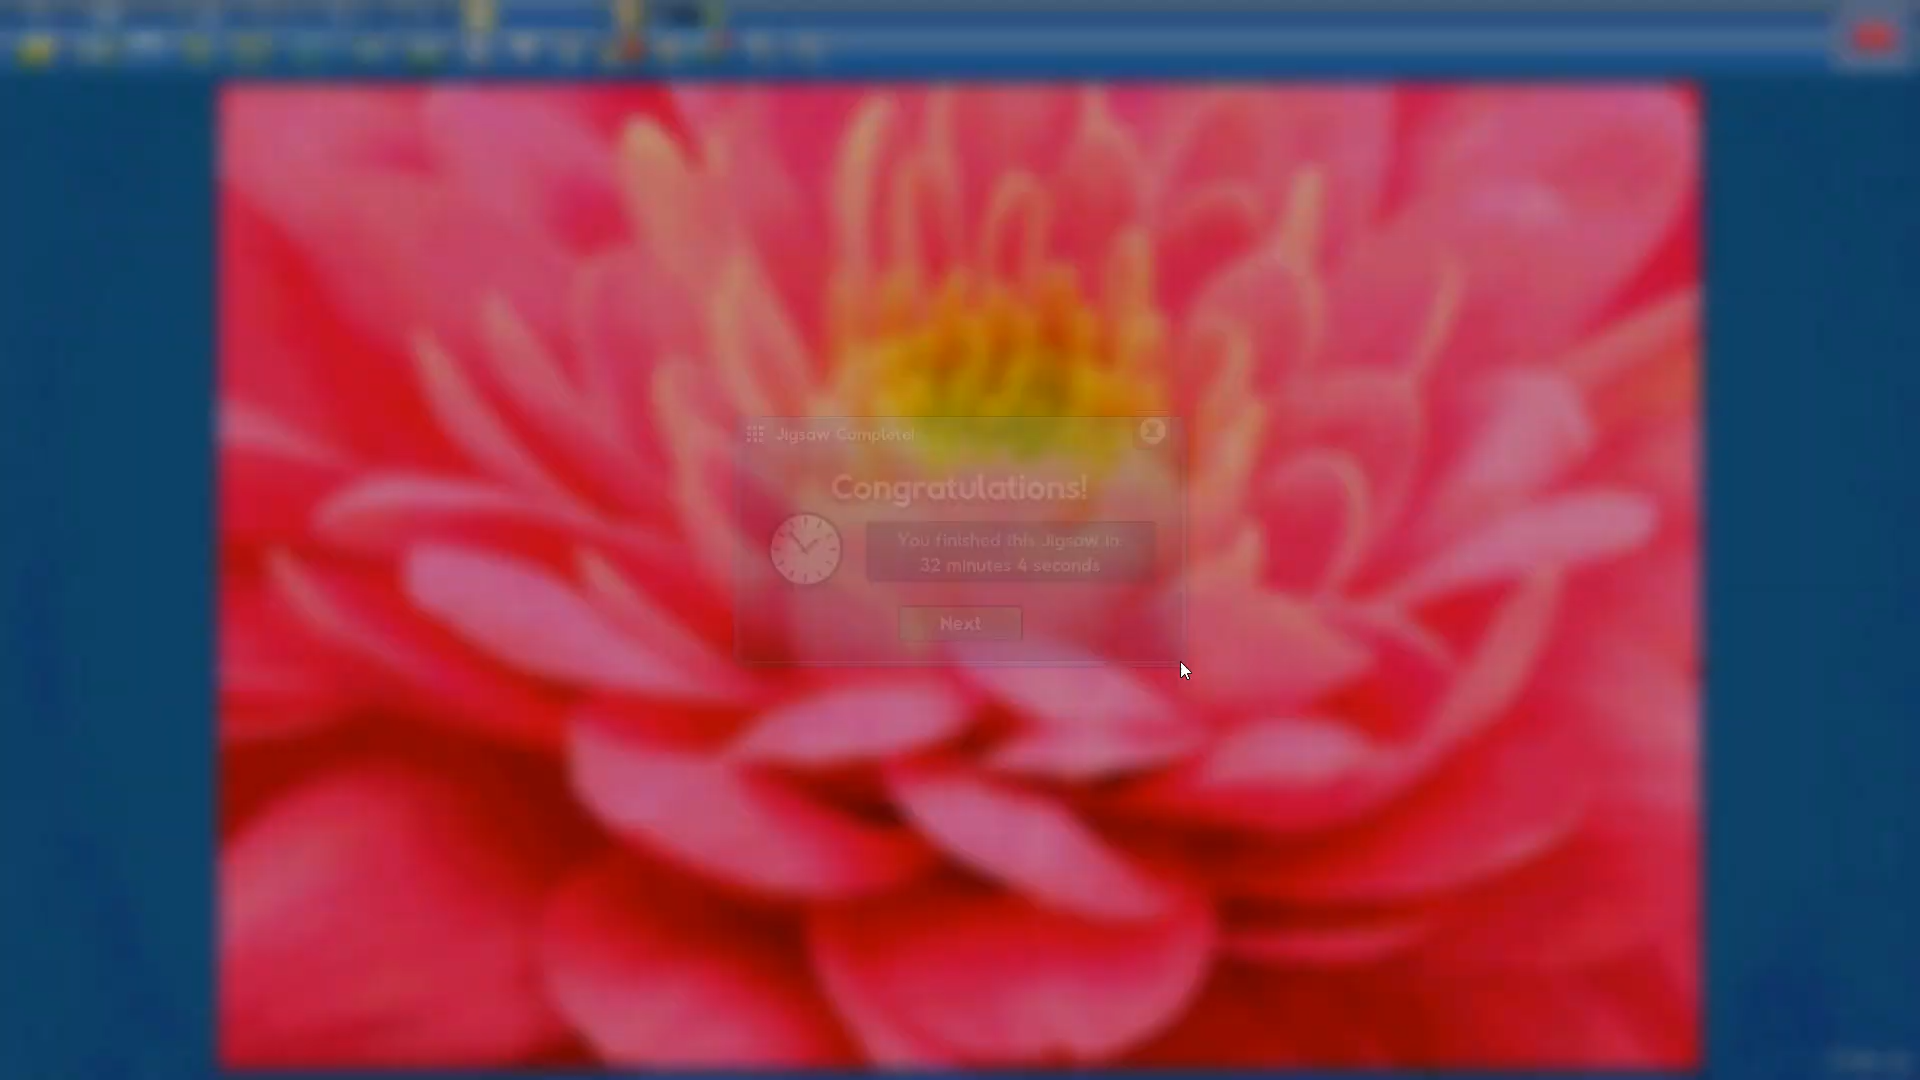 Jigsaw Complete!
Congratulations!
You finished this Jigsaw in:
32 minutes 4 seconds
Next